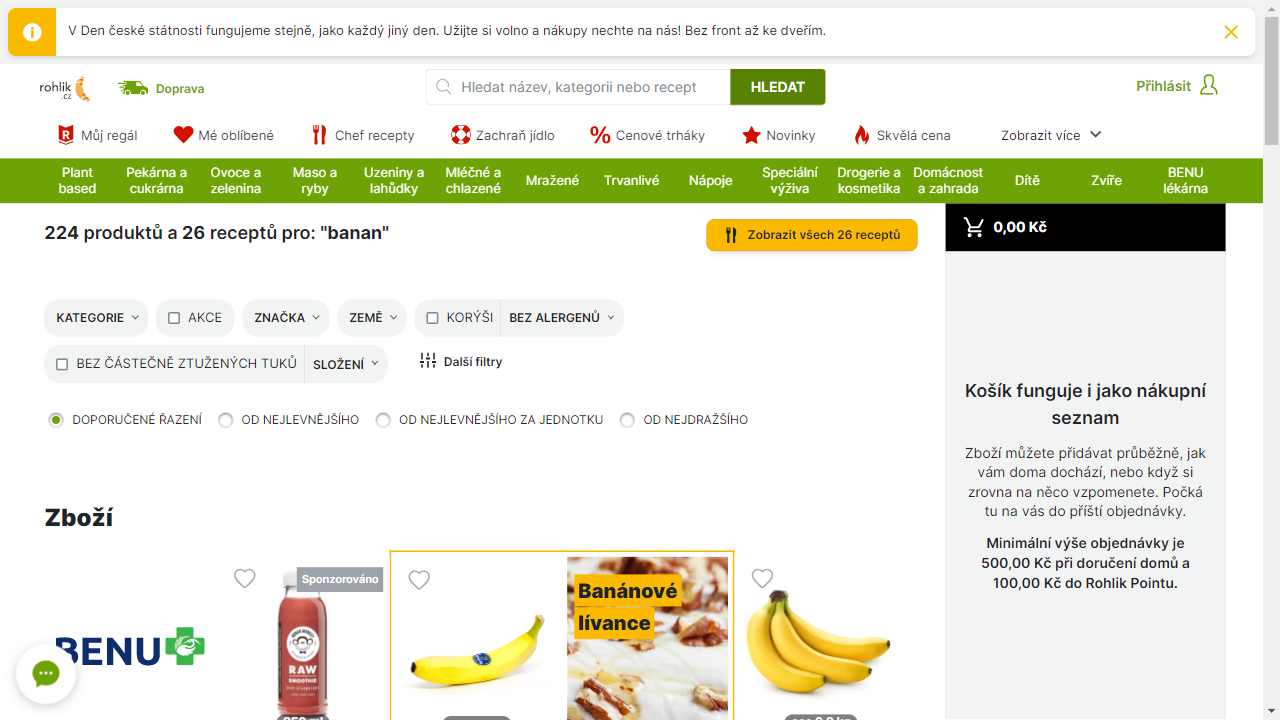 V Den české státnosti fungujeme stejně, jako každý jiný den. Užijte si volno a nákupy nechte na nás! Bez front až ke dveřím.
rohlik
.cz
Doprava
Hledat název, kategorii nebo recept
HLEDAT
Přihlásit
Můj regál
Mé oblíbené
Chef recepty
Zachraň jídlo
Cenové trháky
Novinky
Skvělá cena
Zobrazit více
Plant
based
Pekárna a
cukrárna
Ovoce a
zelenina
Maso a
ryby
Uzeniny a
lahůdky
Mléčné a
chlazené
Mražené
Trvanlivé
Nápoje
Speciální
výživa
Drogerie a
kosmetika
Domácnost
a zahrada
Dítě
Zvíře
BENU
lékárna
224 produktů a 26 receptů pro: "banan"
Zobrazit všech 26 receptů
0,00 Kč
KATEGORIE
AKCE
ZNAČKA
ZEMĚ
KORÝŠI
BEZ ALERGENŮ
BEZ ČÁSTEČNĚ ZTUŽENÝCH TUKŮ
SLOŽENÍ
Další filtry
DOPORUČENÉ ŘAZENÍ
OD NEJLEVNĚJŠÍHO
OD NEJLEVNĚJŠÍHO ZA JEDNOTKU
OD NEJDRAŽŠÍHO
Košík funguje i jako nákupní
seznam
Zboží můžete přidávat průběžně, jak
vám doma dochází, nebo když si
zrovna na něco vzpomenete. Počká
tu na vás do příští objednávky.
Minimální výše objednávky je
500,00 Kč při doručení domů a
100,00 Kč do Rohlik Pointu.
Zboží
Sponzorováno
BENU
RAW
SMOOTHIE
Banánové
lívance